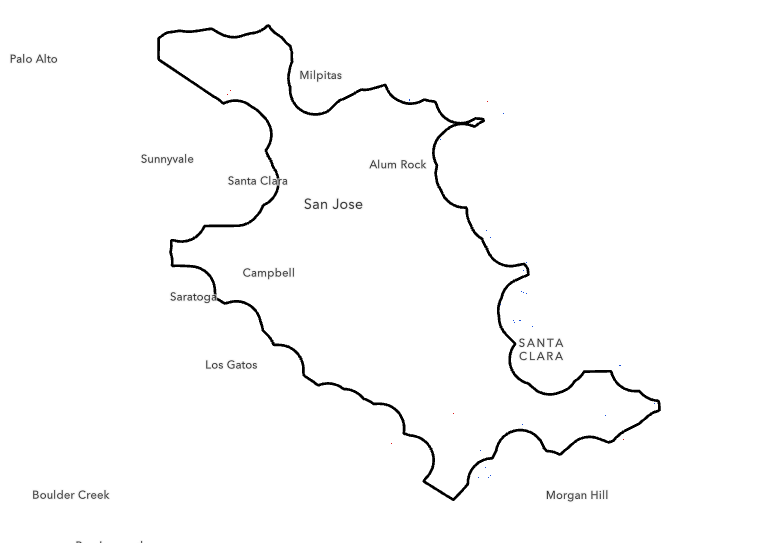 Palo Alto
Milpitas
Sunnyvale
Alum Rock
Santa Clara
San Jose
Campbell
Saratoga
SANTA
CLARA
Los Gatos
Boulder Creek
Morgan Hill